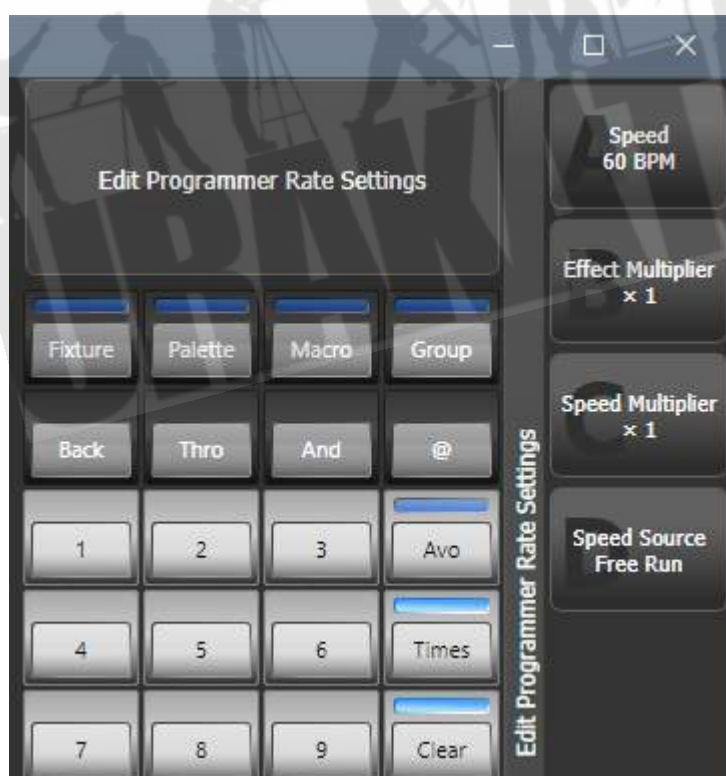 Edit Programmer Rate Settings
Fixture Palette Macro Group
Back Thro And @
1 2 3 Avo
4 5 6 Times
7 8 9 Clear
Edit Programmer Rate Settings
A
Speed
60 BPM
B
Effect Multiplier
× 1
C
Speed Multiplier
× 1
D
Speed Source
Free Run